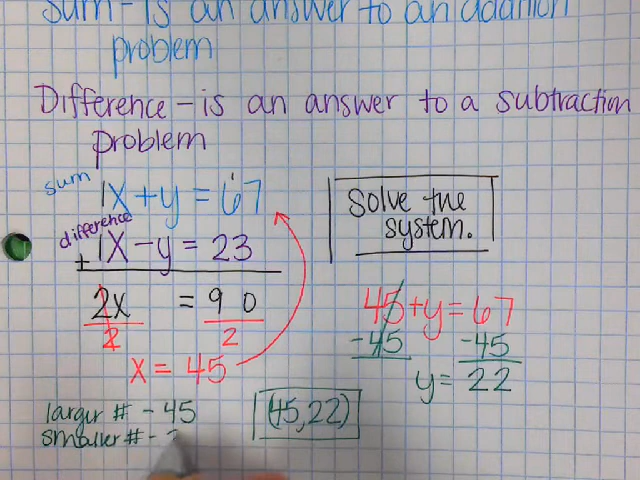 Sum - is an answer to an addition
problem
Difference - is an answer to a subtraction
problem
sum 1x + y = 67
difference + 1x - y = 23
2x = 90
2 2
x = 45
Solve the
system.
45 + y = 67
-45 -45
y = 22
larger # - 45
smaller # -
(45, 22)